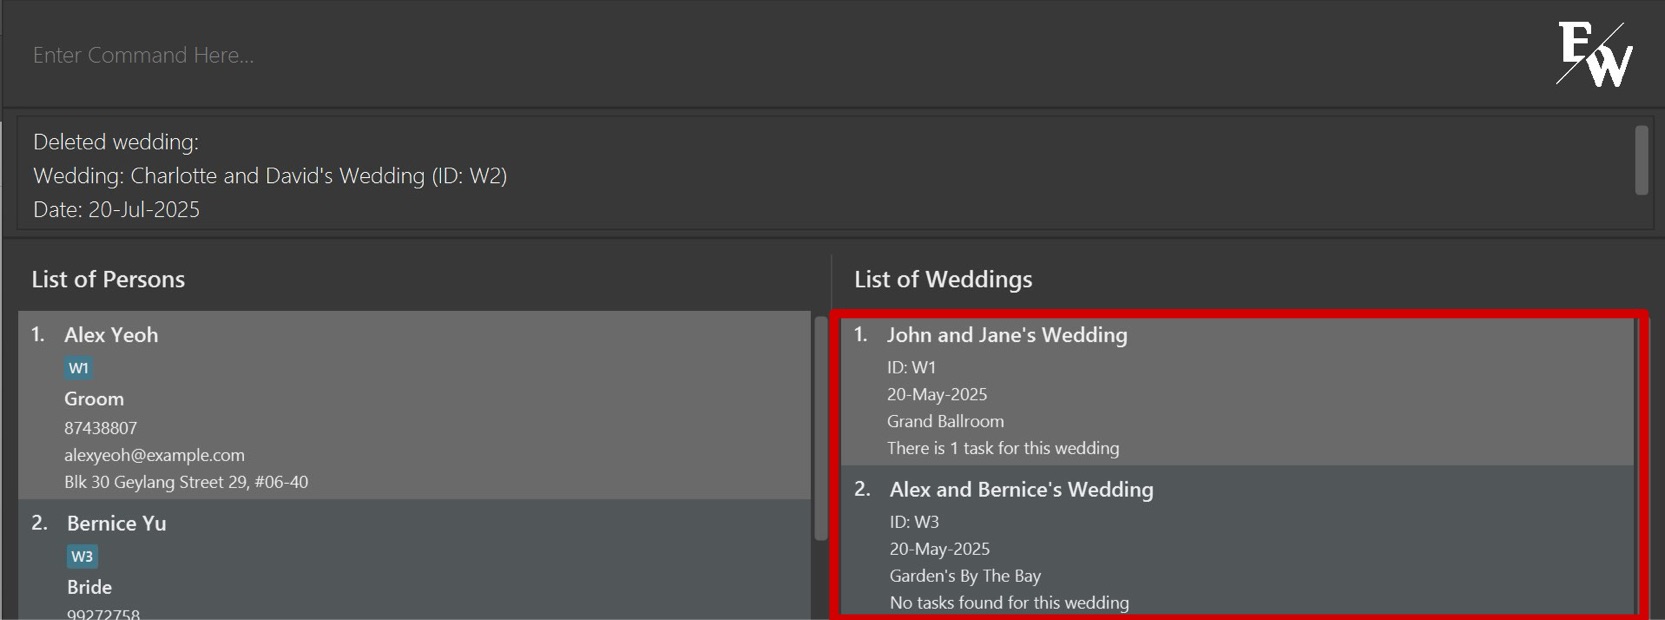 Enter Command Here...
EW
Deleted wedding:
Wedding: Charlotte and David's Wedding (ID: W2)
Date: 20-Jul-2025
List of Persons
1. Alex Yeoh
W1
Groom
87438807
alexyeoh@example.com
Blk 30 Geylang Street 29, #06-40
2. Bernice Yu
W3
Bride
99272758
List of Weddings
1. John and Jane's Wedding
ID: W1
20-May-2025
Grand Ballroom
There is 1 task for this wedding
2. Alex and Bernice's Wedding
ID: W3
20-May-2025
Garden's By The Bay
No tasks found for this wedding